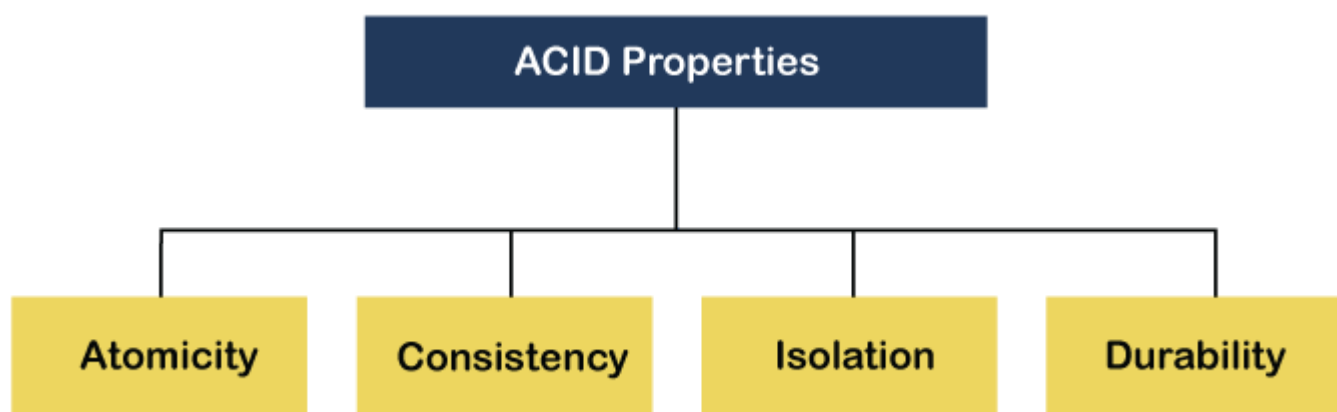 ACID Properties
Atomicity
Consistency
Isolation
Durability